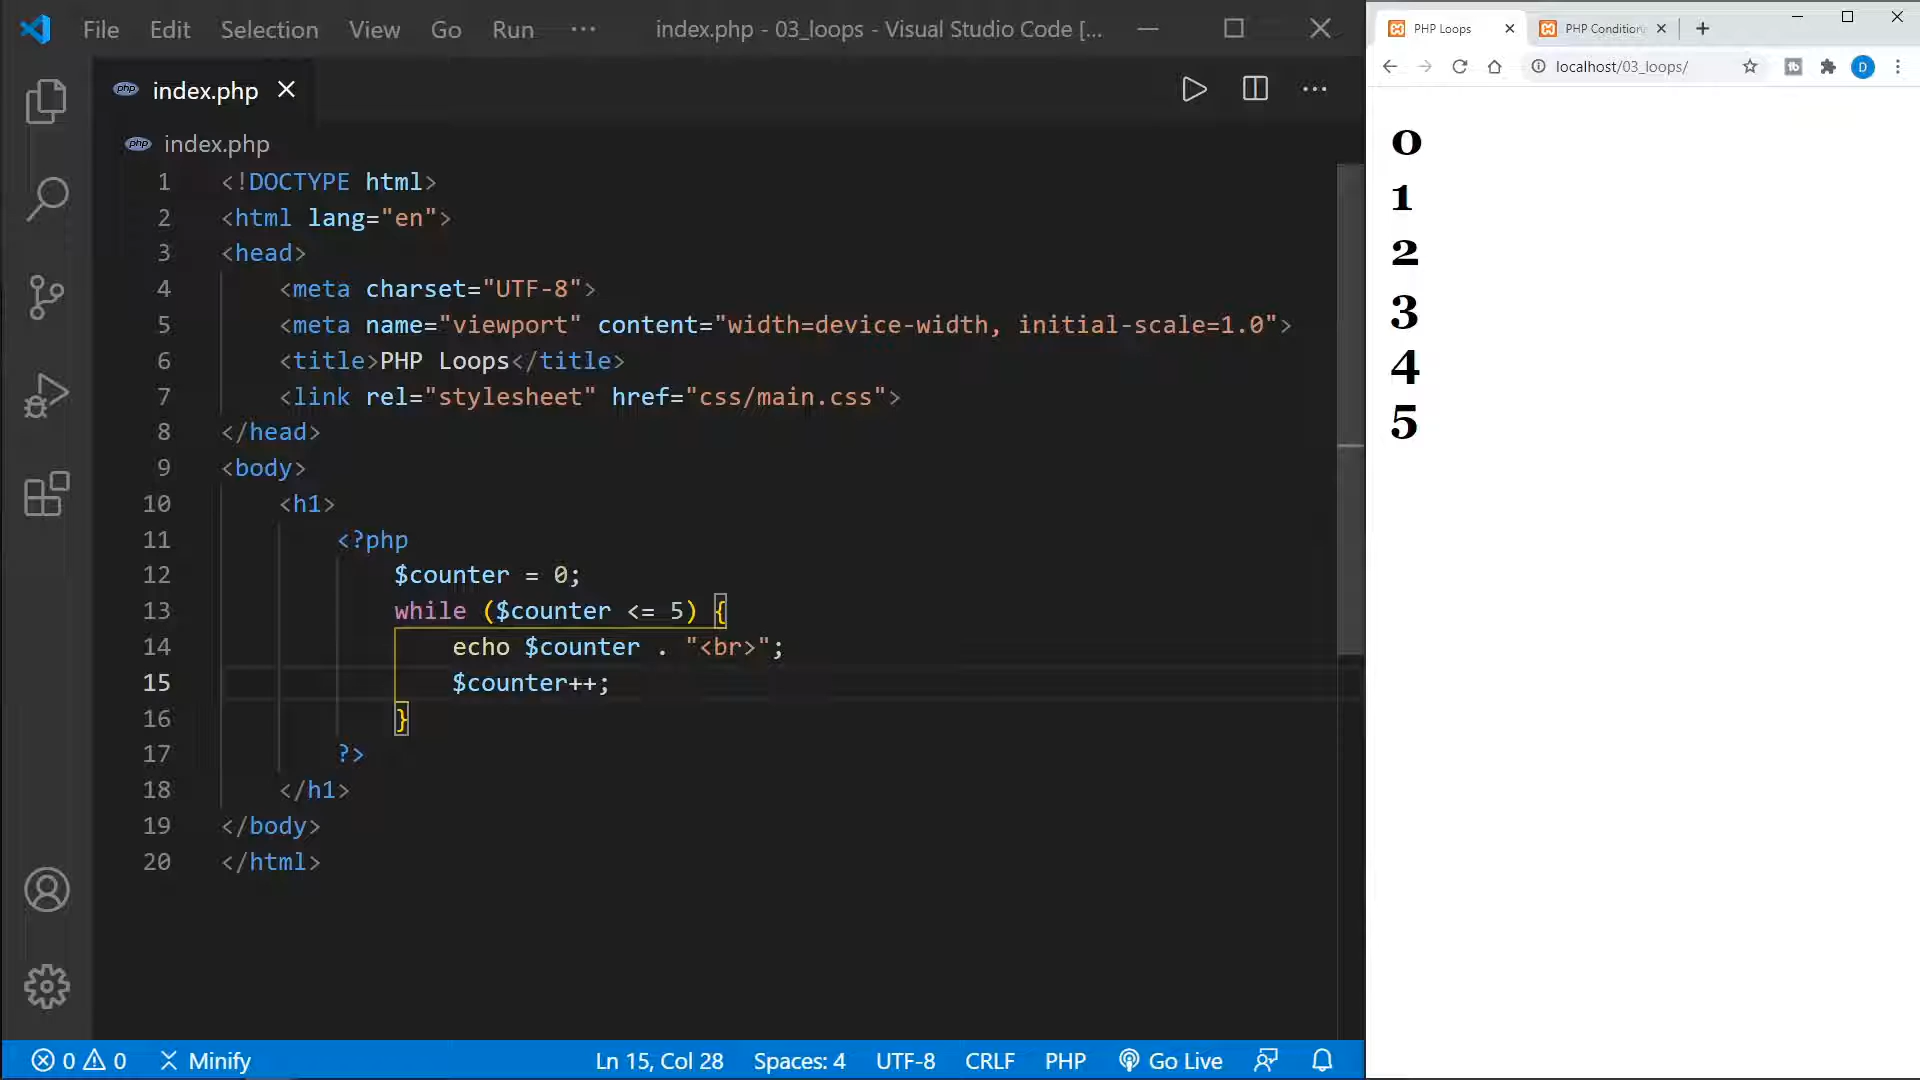 File Edit Selection View Go Run ··· index.php - 03_loops - Visual Studio Code [...
php index.php
php index.php
1 <!DOCTYPE html>
2 <html lang="en">
3 <head>
4 <meta charset="UTF-8">
5 <meta name="viewport" content="width=device-width, initial-scale=1.0">
6 <title>PHP Loops</title>
7 <link rel="stylesheet" href="css/main.css">
8 </head>
9 <body>
10 <h1>
11 <?php
12 $counter = 0;
13 while ($counter <= 5) {
14 echo $counter . "<br>";
15 $counter++;
16 }
17 ?>
18 </h1>
19 </body>
20 </html>
0 0 Minify Ln 15, Col 28 Spaces: 4 UTF-8 CRLF PHP Go Live
PHP Loops PHP Condition
localhost/03_loops/ D
0
1
2
3
4
5